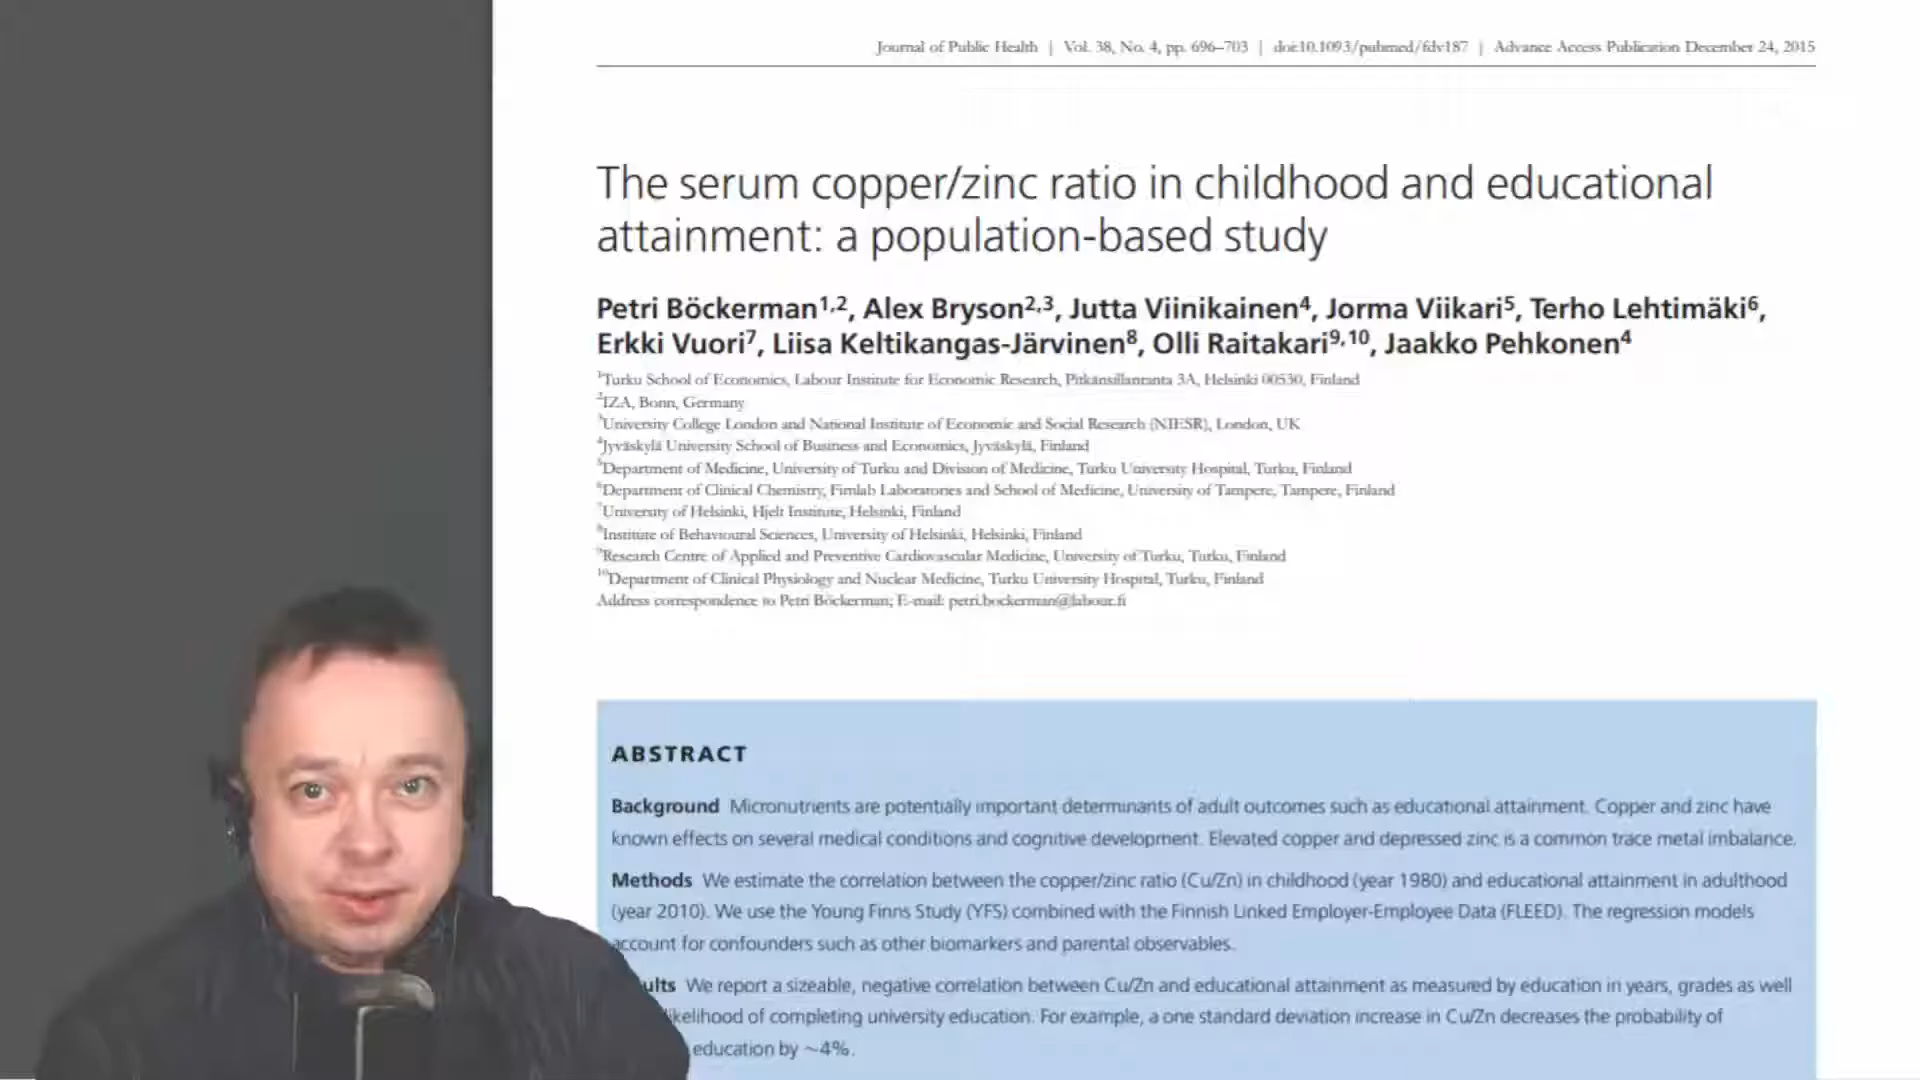 Journal of Public Health | Vol. 38, No. 4, pp. 696–703 | doi:10.1093/pubmed/fdv187 | Advance Access Publication December 24, 2015
The serum copper/zinc ratio in childhood and educational
attainment: a population-based study
Petri Böckerman1,2, Alex Bryson2,3, Jutta Viinikainen4, Jorma Viikari5, Terho Lehtimäki6,
Erkki Vuori7, Liisa Keltikangas-Järvinen8, Olli Raitakari9,10, Jaakko Pehkonen4
1Turku School of Economics, Labour Institute for Economic Research, Pitkänsillanranta 3A, Helsinki 00530, Finland
2IZA, Bonn, Germany
3University College London and National Institute of Economic and Social Research (NIESR), London, UK
4Jyväskylä University School of Business and Economics, Jyväskylä, Finland
5Department of Medicine, University of Turku and Division of Medicine, Turku University Hospital, Turku, Finland
6Department of Clinical Chemistry, Fimlab Laboratories and School of Medicine, University of Tampere, Tampere, Finland
7University of Helsinki, Hjelt Institute, Helsinki, Finland
8Institute of Behavioural Sciences, University of Helsinki, Helsinki, Finland
9Research Centre of Applied and Preventive Cardiovascular Medicine, University of Turku, Turku, Finland
10Department of Clinical Physiology and Nuclear Medicine, Turku University Hospital, Turku, Finland
Address correspondence to Petri Böckerman; E-mail: petri.bockerman@labour.fi
ABSTRACT
Background Micronutrients are potentially important determinants of adult outcomes such as educational attainment. Copper and zinc have
known effects on several medical conditions and cognitive development. Elevated copper and depressed zinc is a common trace metal imbalance.
Methods We estimate the correlation between the copper/zinc ratio (Cu/Zn) in childhood (year 1980) and educational attainment in adulthood
(year 2010). We use the Young Finns Study (YFS) combined with the Finnish Linked Employer-Employee Data (FLEED). The regression models
account for confounders such as other biomarkers and parental observables.
ults We report a sizeable, negative correlation between Cu/Zn and educational attainment as measured by education in years, grades as well
ikelihood of completing university education. For example, a one standard deviation increase in Cu/Zn decreases the probability of
education by ~4%.